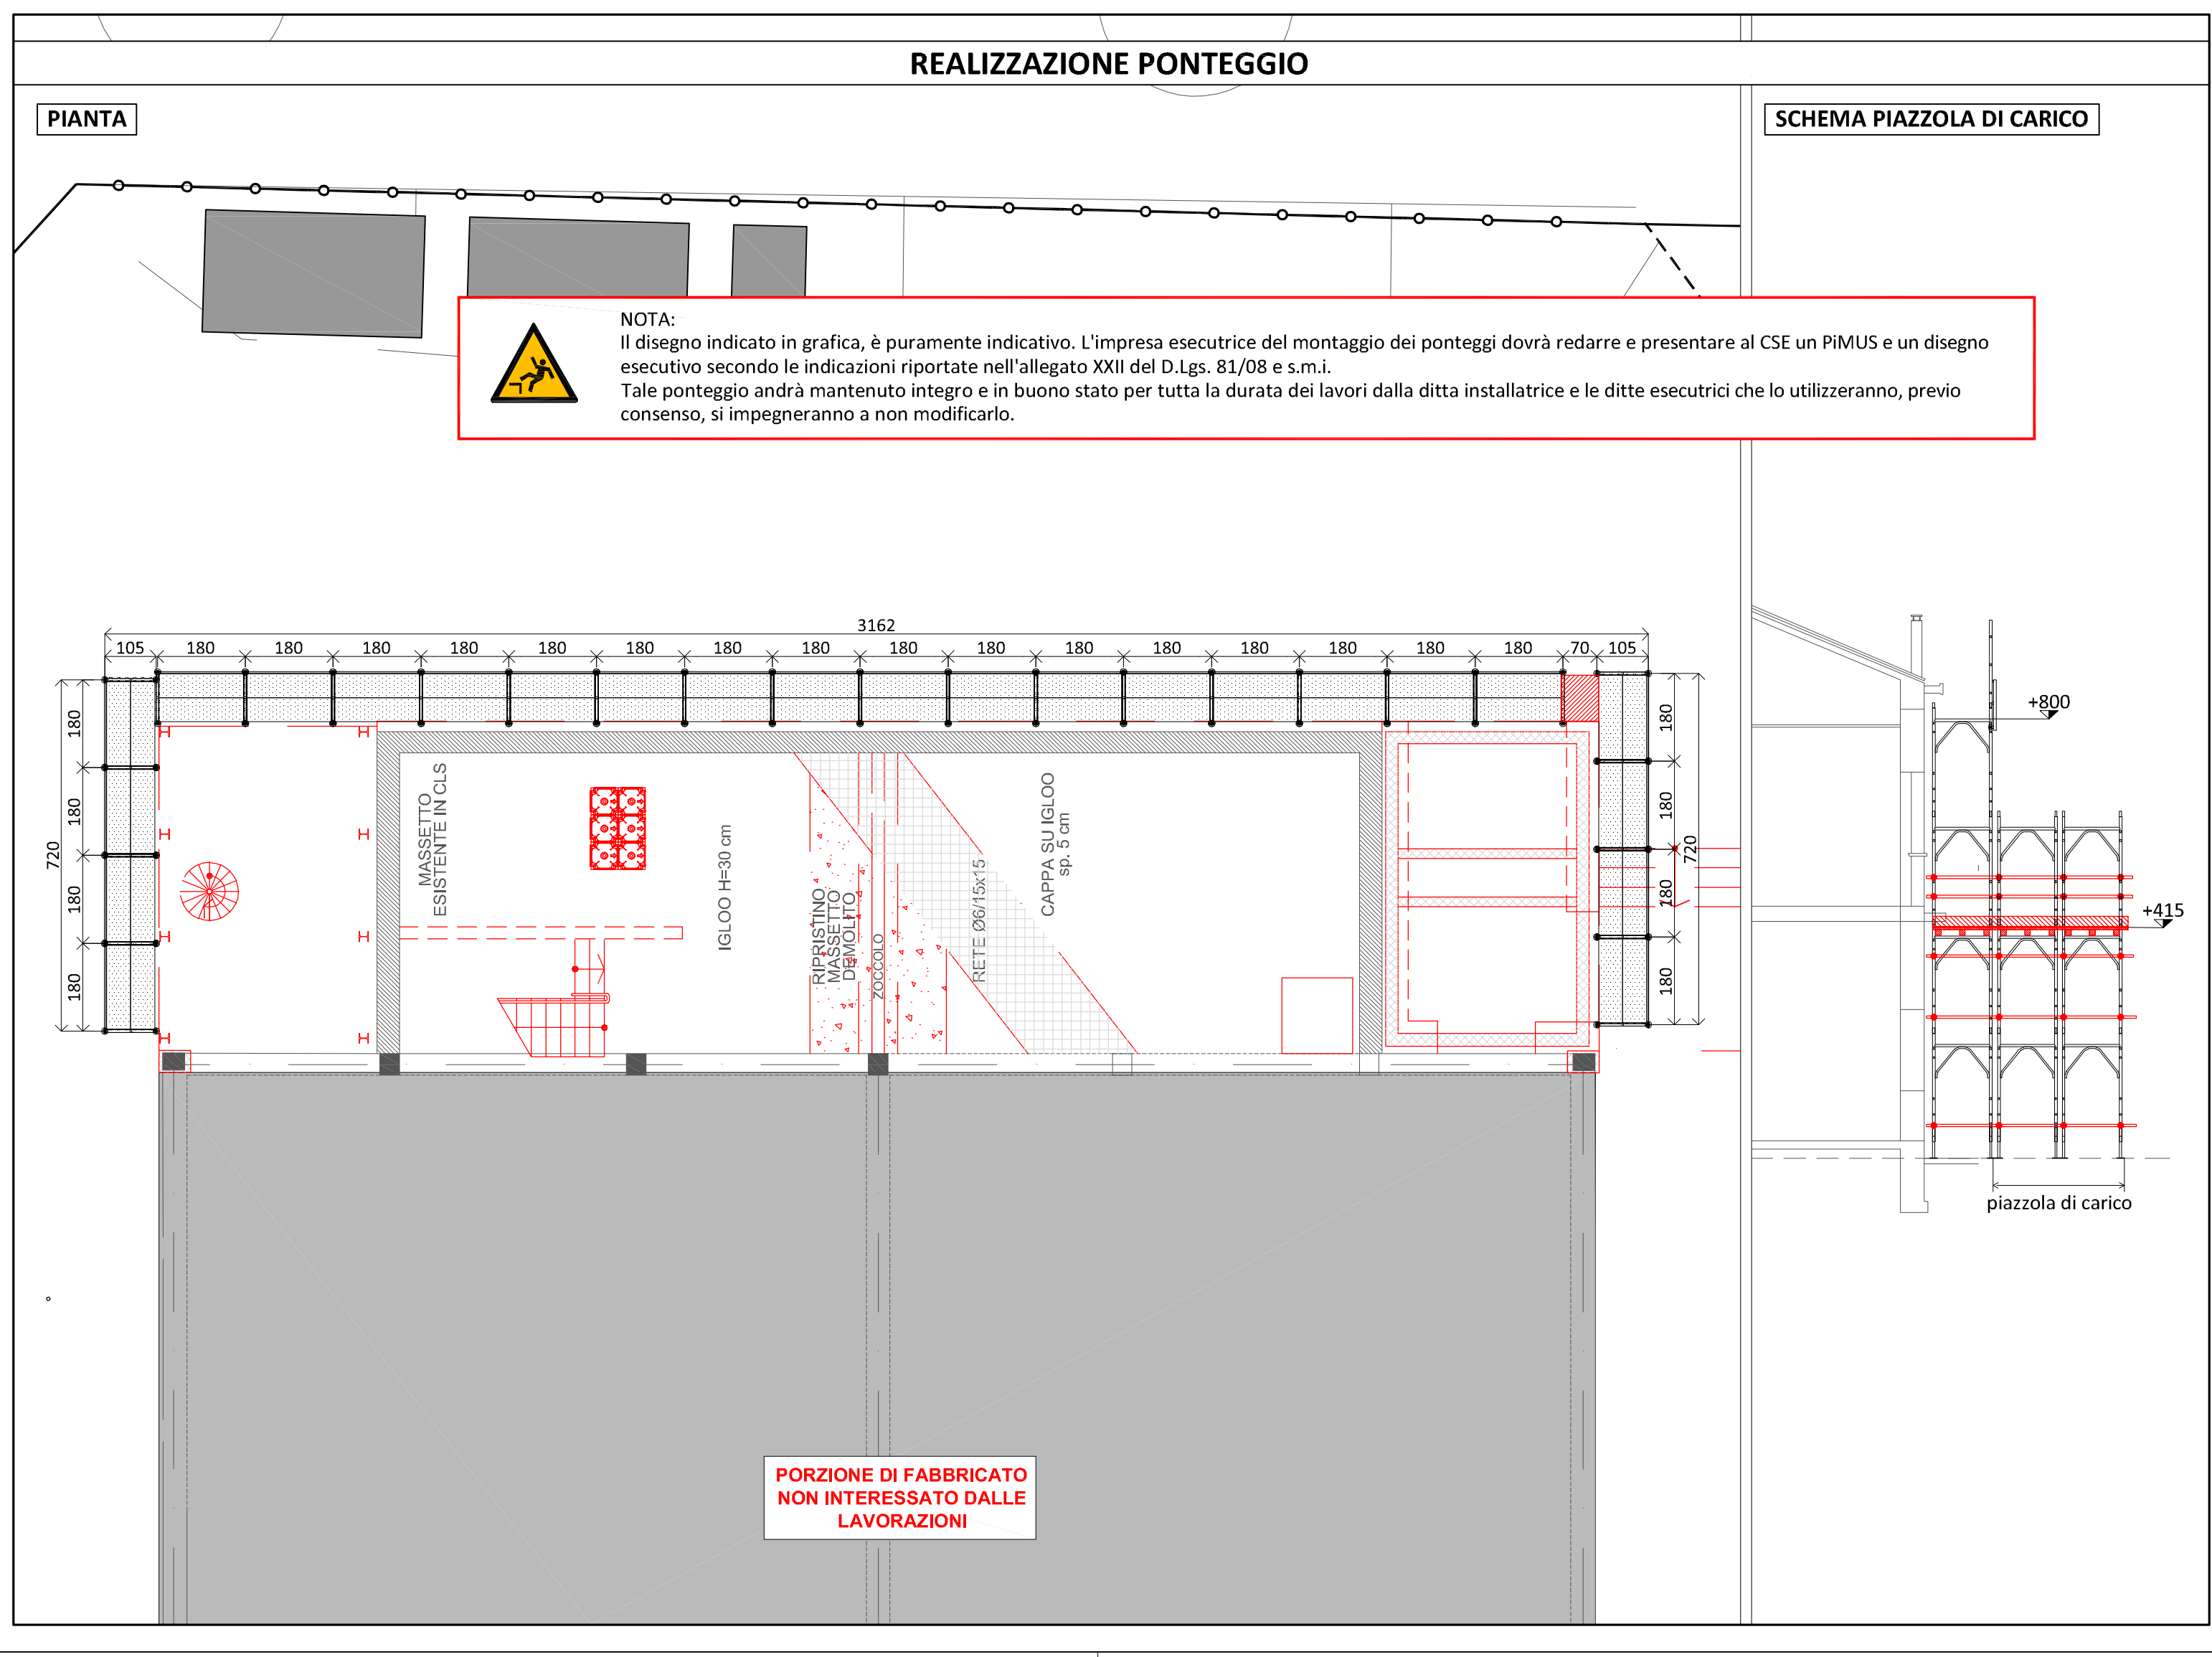 REALIZZAZIONE PONTEGGIO
PIANTA
SCHEMA PIAZZOLA DI CARICO
NOTA:
Il disegno indicato in grafica, è puramente indicativo. L'impresa esecutrice del montaggio dei ponteggi dovrà redarre e presentare al CSE un PiMUS e un disegno
esecutivo secondo le indicazioni riportate nell'allegato XXII del D.Lgs. 81/08 e s.m.i.
Tale ponteggio andrà mantenuto integro e in buono stato per tutta la durata dei lavori dalla ditta installatrice e le ditte esecutrici che lo utilizzeranno, previo
consenso, si impegneranno a non modificarlo.
3162
105 180 180 180 180 180 180 180 180 180 180 180 180 180 180 180 180 70 105
180
180
180
180
720
MASSETTO
ESISTENTE IN CLS
IGLOO H=30 cm
RIPRISTINO
MASSETTO
DEMOLITO
ZOCCOLO
RETE Ø6/15x15
CAPPA SU IGLOO
sp. 5 cm
180
180
180
180
720
+800
+415
piazzola di carico
PORZIONE DI FABBRICATO
NON INTERESSATO DALLE
LAVORAZIONI